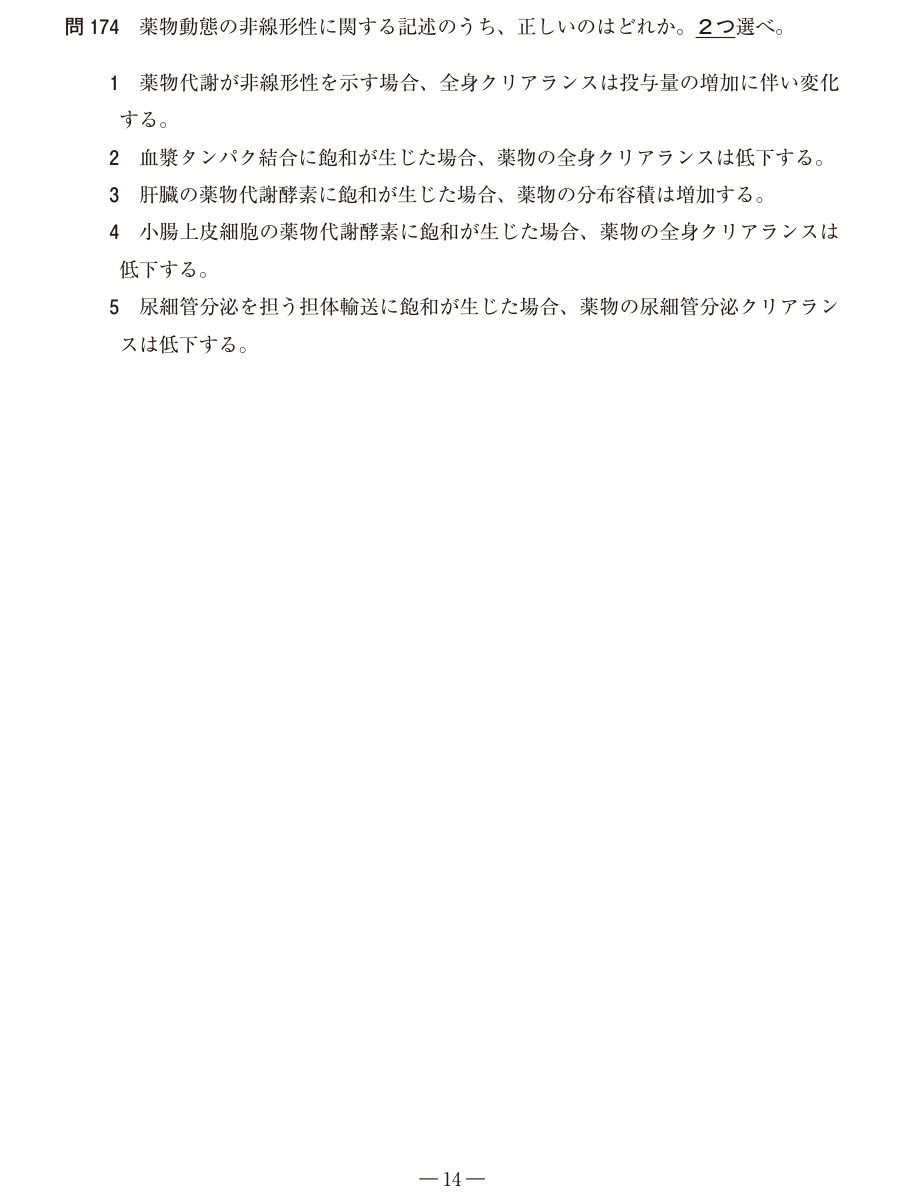 問 174 薬物動態の非線形性に関する記述のうち、正しいのはどれか。2つ選べ。
1 薬物代謝が非線形性を示す場合、全身クリアランスは投与量の増加に伴い変化
する。
2 血漿タンパク結合に飽和が生じた場合、薬物の全身クリアランスは低下する。
3 肝臓の薬物代謝酵素に飽和が生じた場合、薬物の分布容積は増加する。
4 小腸上皮細胞の薬物代謝酵素に飽和が生じた場合、薬物の全身クリアランスは
低下する。
5 尿細管分泌を担う担体輸送に飽和が生じた場合、薬物の尿細管分泌クリアラン
スは低下する。
— 14 —